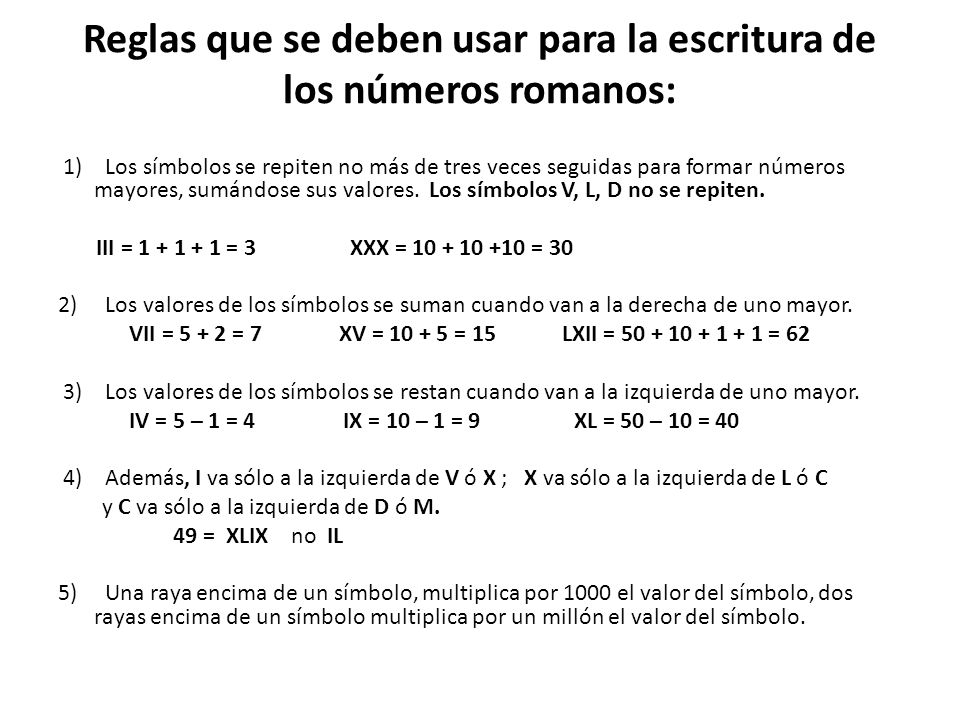 Reglas que se deben usar para la escritura de
los números romanos:
1) Los símbolos se repiten no más de tres veces seguidas para formar números
mayores, sumándose sus valores. Los símbolos V, L, D no se repiten.
III = 1 + 1 + 1 = 3 XXX = 10 + 10 +10 = 30
2) Los valores de los símbolos se suman cuando van a la derecha de uno mayor.
VII = 5 + 2 = 7 XV = 10 + 5 = 15 LXII = 50 + 10 + 1 + 1 = 62
3) Los valores de los símbolos se restan cuando van a la izquierda de uno mayor.
IV = 5 – 1 = 4 IX = 10 – 1 = 9 XL = 50 – 10 = 40
4) Además, I va sólo a la izquierda de V ó X ; X va sólo a la izquierda de L ó C
y C va sólo a la izquierda de D ó M.
49 = XLIX no IL
5) Una raya encima de un símbolo, multiplica por 1000 el valor del símbolo, dos
rayas encima de un símbolo multiplica por un millón el valor del símbolo.